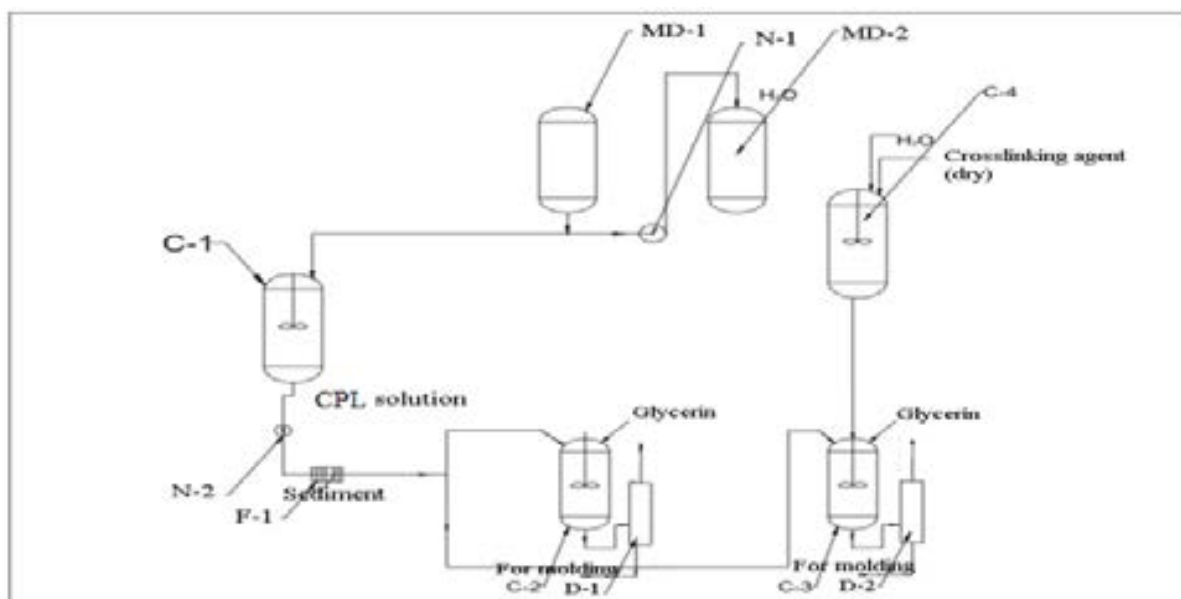 MD-1
N-1
MD-2
H₂O
C-4
H₂O
Crosslinking agent
(dry)
C-1
CPL solution
Glycerin
Glycerin
N-2
Sediment
F-1
For molding
C-2
D-1
For molding
C-3
D-2